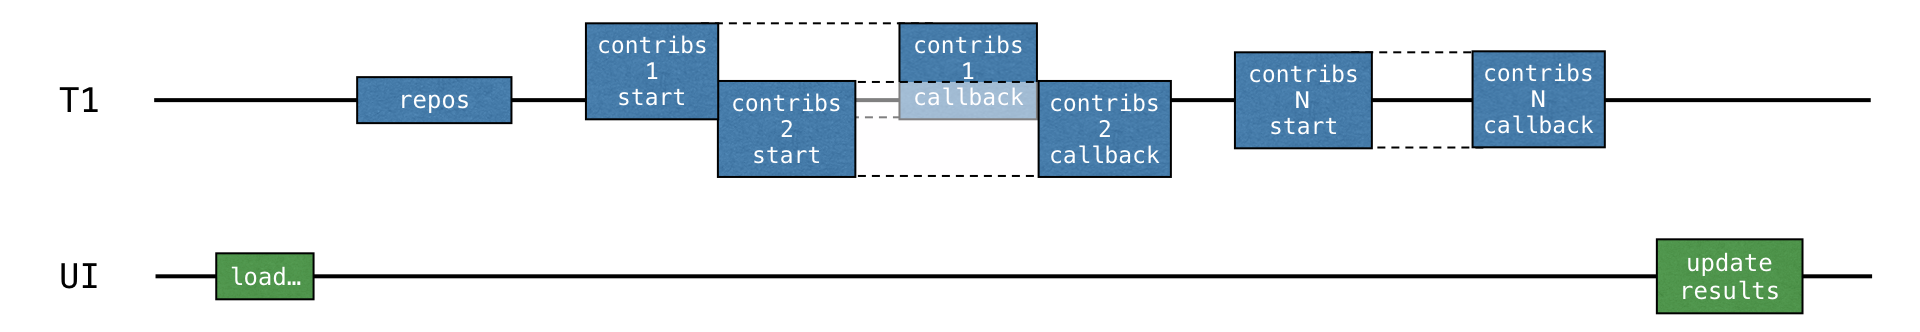 T1
repos
contribs
1
start
contribs
2
start
contribs
1
callback
contribs
2
callback
contribs
N
start
contribs
N
callback
UI
load…
update
results